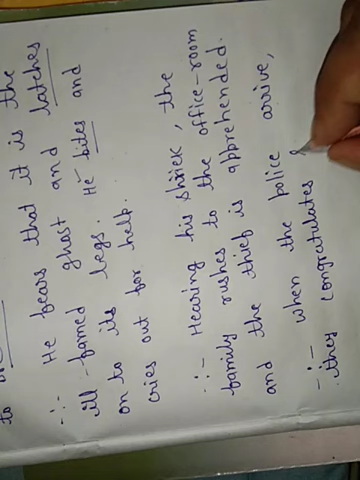 to
∴- He fears that it is the
ill-famed ghost and latches
on to its legs. He bites and
cries out for help.
∴- Hearing his shriek, the
family rushes to the office-room
and the thief is apprehended.
∴- When the police arrive,
they congratulates